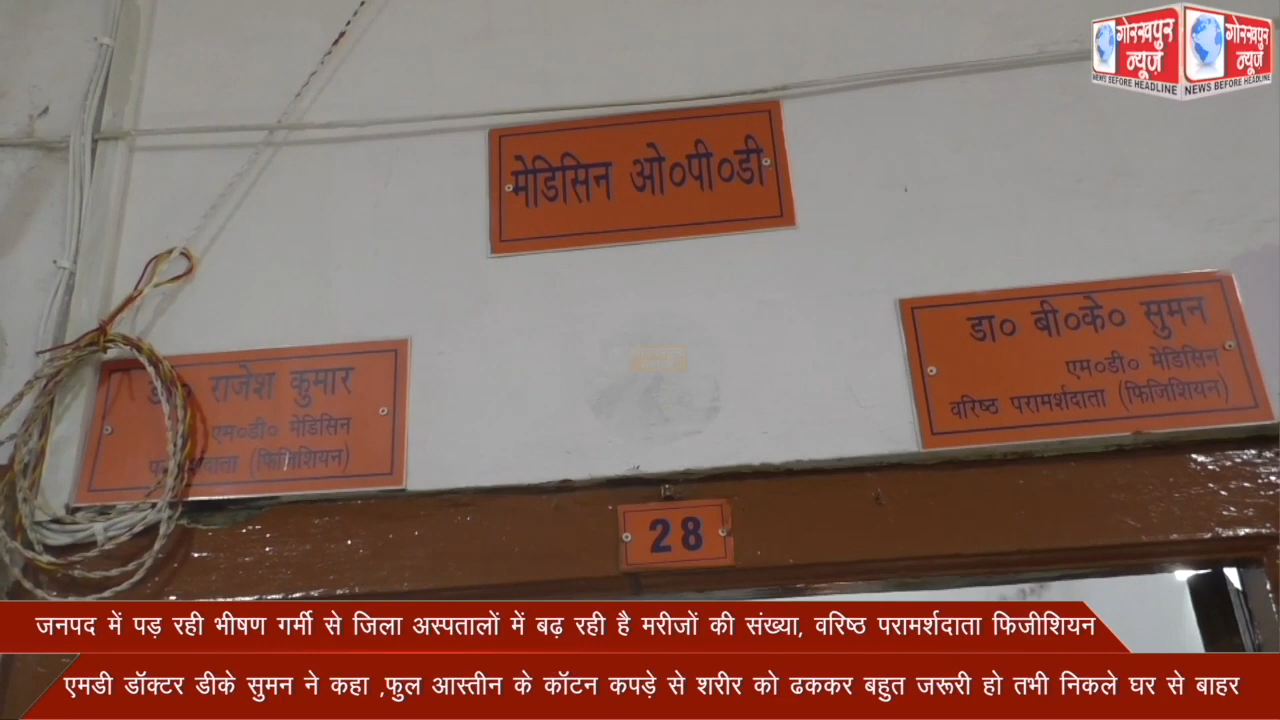 गोरखपुर गोरखपुर
न्यूज़ न्यूज़
NEWS BEFORE HEADLINE NEWS BEFORE HEADLINE
मेडिसिन ओ०पी०डी
डा० बी०के० सुमन
एम०डी० मेडिसिन
वरिष्ठ परामर्शदाता (फिजिशियन)
राजेश कुमार
एम०डी० मेडिसिन
(फिजिशियन)
28
जनपद में पड़ रही भीषण गर्मी से जिला अस्पतालों में बढ़ रही है मरीजों की संख्या, वरिष्ठ परामर्शदाता फिजीशियन
एमडी डॉक्टर डीके सुमन ने कहा ,फुल आस्तीन के कॉटन कपड़े से शरीर को ढककर बहुत जरूरी हो तभी निकले घर से बाहर